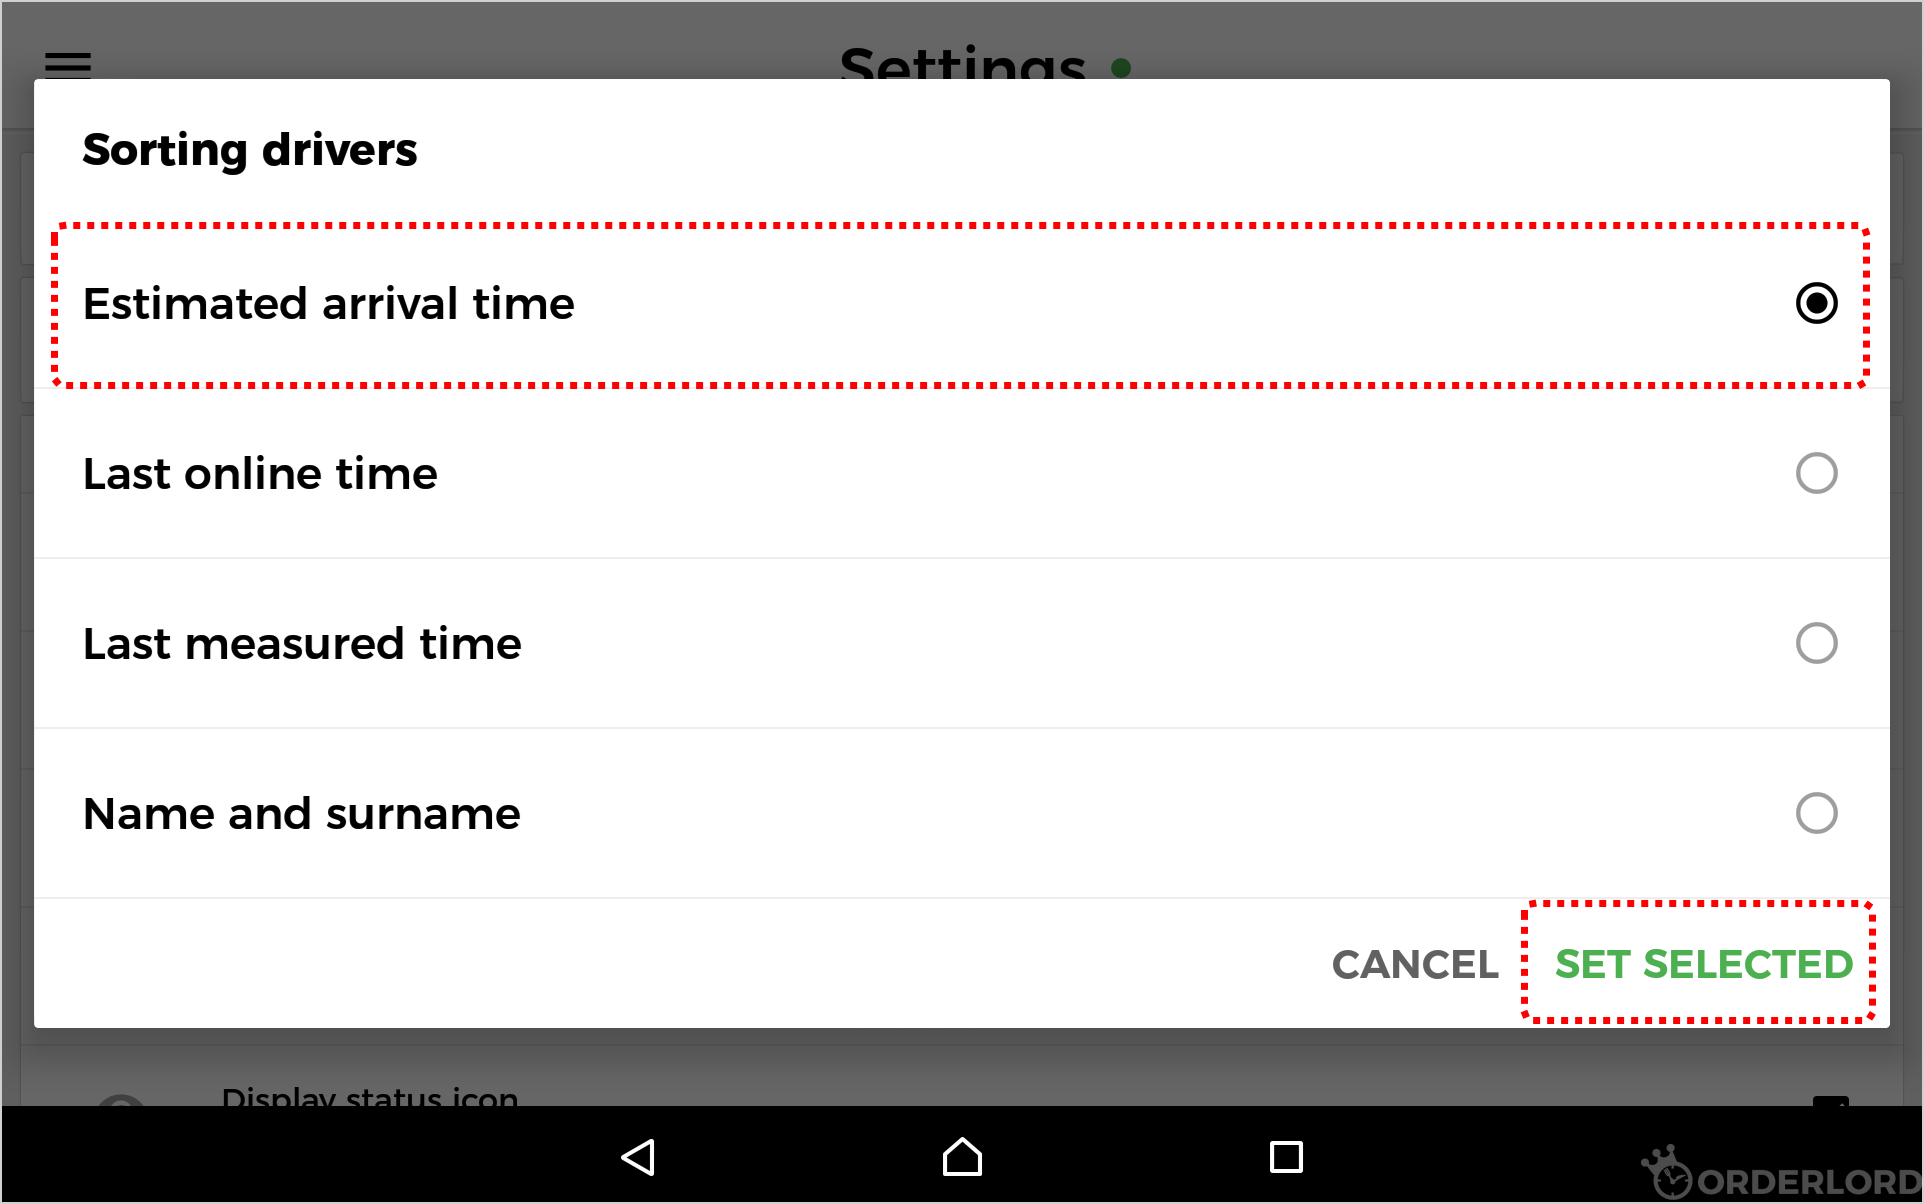 Settings
Sorting drivers
Estimated arrival time
Last online time
Last measured time
Name and surname
CANCEL SET SELECTED
Display status icon
ORDERLORD